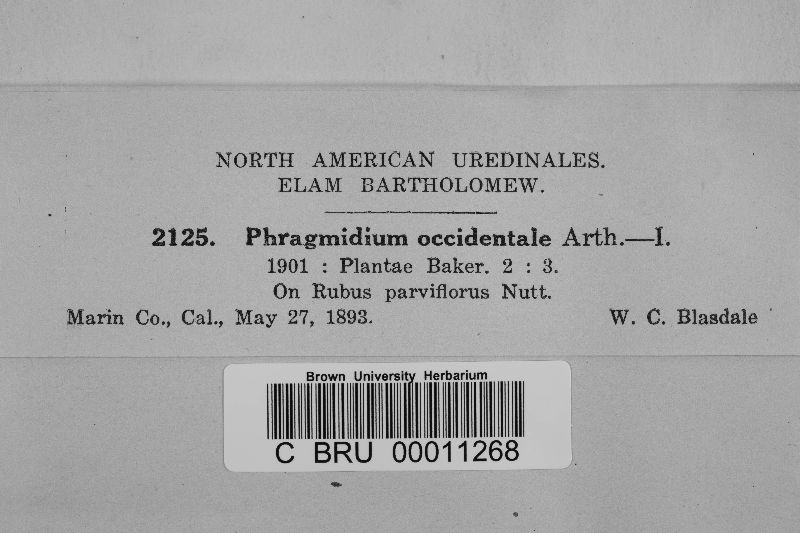 NORTH AMERICAN UREDINALES.
ELAM BARTHOLOMEW.
2125. Phragmidium occidentale Arth.—I.
1901 : Plantae Baker. 2 : 3.
On Rubus parviflorus Nutt.
Marin Co., Cal., May 27, 1893. W. C. Blasdale
Brown University Herbarium
C BRU 00011268